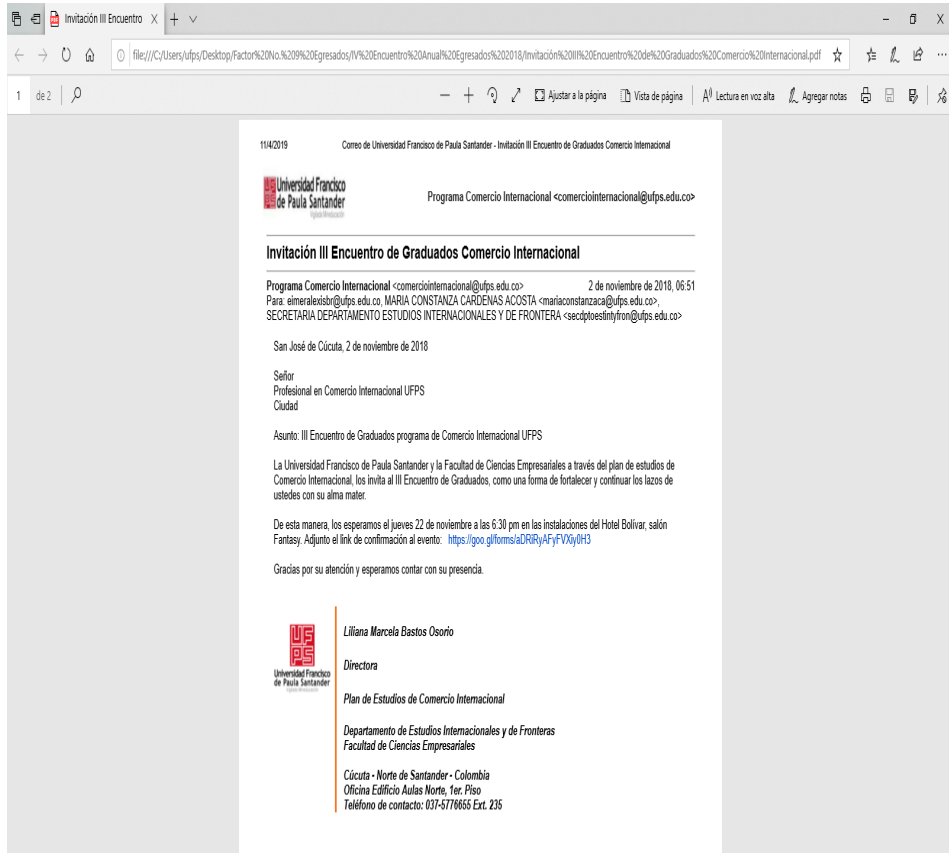 Invitación III Encuentro
file:///C:/Users/ufps/Desktop/Factor%20No.%209%20Egresados/IV%20Encuentro%20Anual%20Egresados%202018/Invitación%20III%20Encuentro%20de%20Graduados%20Comercio%20Internacional.pdf
1 de 2 Ajustar a la página Vista de página Lectura en voz alta Agregar notas
11/4/2019 Correo de Universidad Francisco de Paula Santander - Invitación III Encuentro de Graduados Comercio Internacional
Universidad Francisco
de Paula Santander
Vigilada Mineducación
Programa Comercio Internacional <comerciointernacional@ufps.edu.co>
Invitación III Encuentro de Graduados Comercio Internacional
Programa Comercio Internacional <comerciointernacional@ufps.edu.co> 2 de noviembre de 2018, 06:51
Para: eimeralexisbr@ufps.edu.co, MARIA CONSTANZA CARDENAS ACOSTA <mariaconstanzaca@ufps.edu.co>,
SECRETARIA DEPARTAMENTO ESTUDIOS INTERNACIONALES Y DE FRONTERA <secdptoestintyfron@ufps.edu.co>
San José de Cúcuta, 2 de noviembre de 2018
Señor
Profesional en Comercio Internacional UFPS
Ciudad
Asunto: III Encuentro de Graduados programa de Comercio Internacional UFPS
La Universidad Francisco de Paula Santander y la Facultad de Ciencias Empresariales a través del plan de estudios de
Comercio Internacional, los invita al III Encuentro de Graduados, como una forma de fortalecer y continuar los lazos de
ustedes con su alma mater.
De esta manera, los esperamos el jueves 22 de noviembre a las 6:30 pm en las instalaciones del Hotel Bolívar, salón
Fantasy. Adjunto el link de confirmación al evento: https://goo.gl/forms/aDRlRyAFyFVXiy0H3
Gracias por su atención y esperamos contar con su presencia.
UFPS
Universidad Francisco
de Paula Santander
Liliana Marcela Bastos Osorio
Directora
Plan de Estudios de Comercio Internacional
Departamento de Estudios Internacionales y de Fronteras
Facultad de Ciencias Empresariales
Cúcuta - Norte de Santander - Colombia
Oficina Edificio Aulas Norte, 1er. Piso
Teléfono de contacto: 037-5776655 Ext. 235